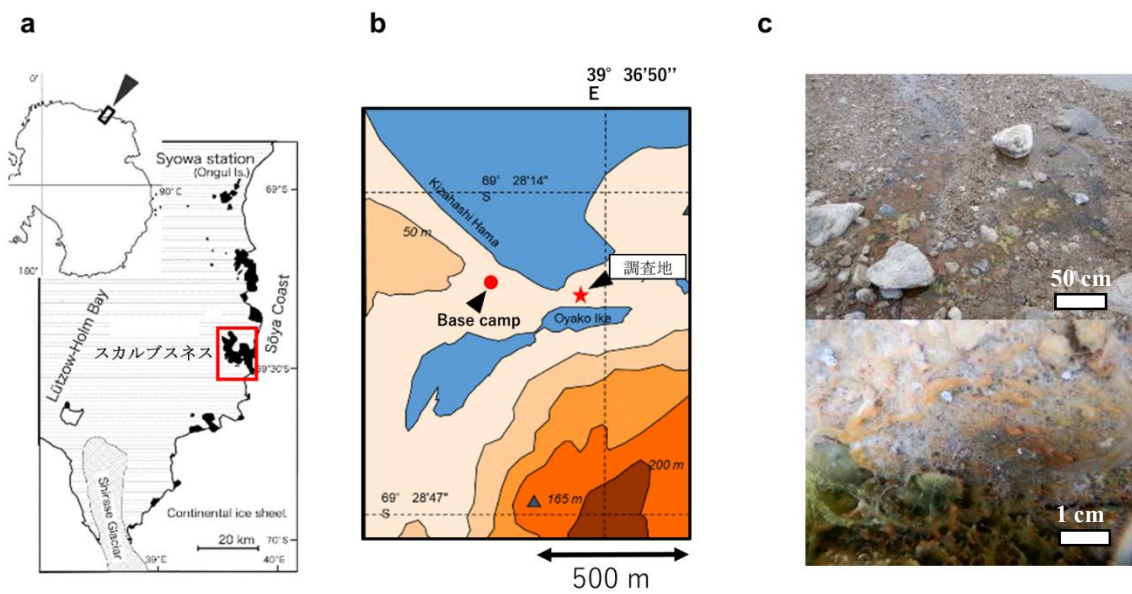 a
0°
90° E
180°
Syowa station
(Ongul Is.)
69°S
Lützow-Holm Bay
Sôya Coast
スカルブスネス
69°30'S
Shirase Glaciar
Continental ice sheet
20 km
70°S
39°E
40°E
b
39° 36'50''
E
69° 28'14"
S
Kizahashi Hama
50 m
調査地
Base camp
Oyako Ike
200 m
165 m
69° 28'47"
S
500 m
c
50 cm
1 cm